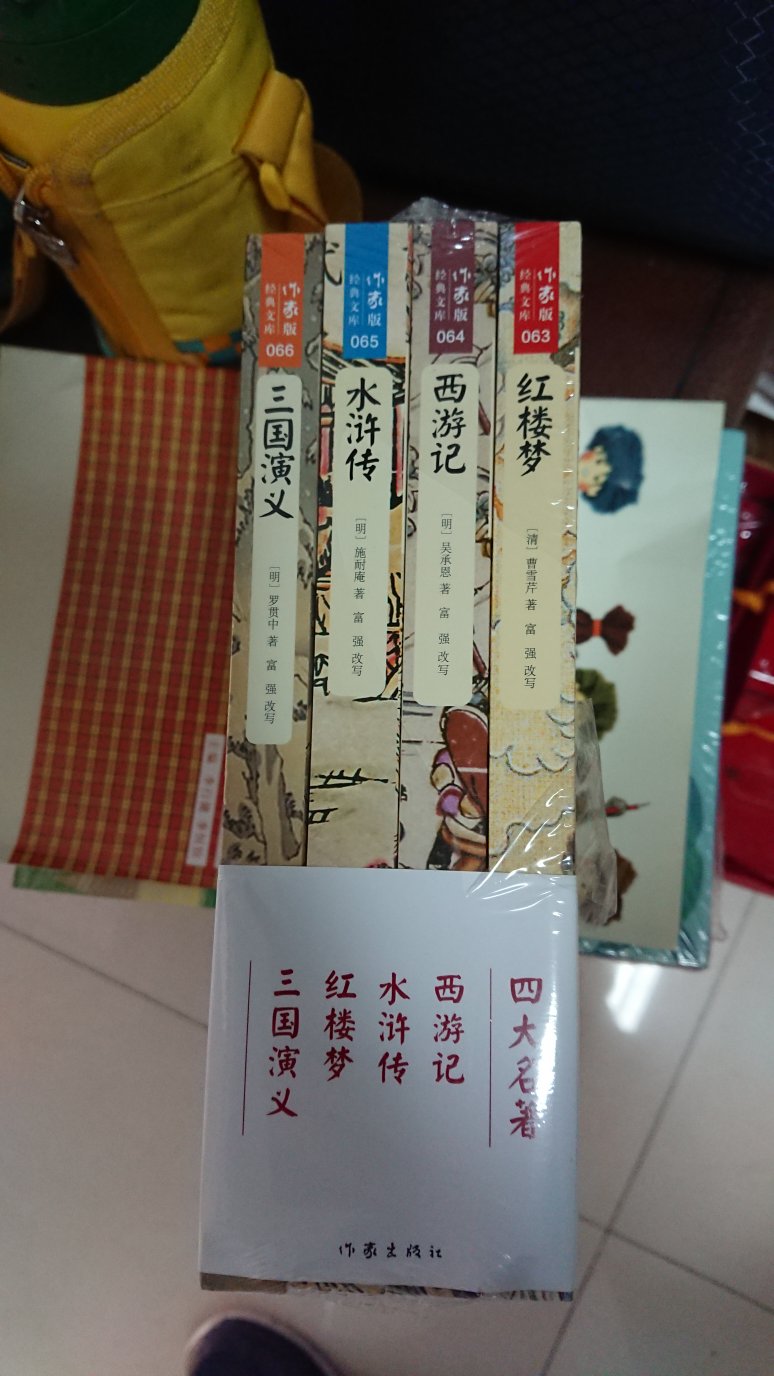 作家版
经典文库
066
三国演义
［明］罗贯中 著 富 强 改写
作家版
经典文库
065
水浒传
［明］施耐庵 著 富 强 改写
作家版
经典文库
064
西游记
［明］吴承恩 著 富 强 改写
作家版
经典文库
063
红楼梦
［清］曹雪芹 著 富 强 改写
四大名著
西游记
水浒传
红楼梦
三国演义
作家出版社